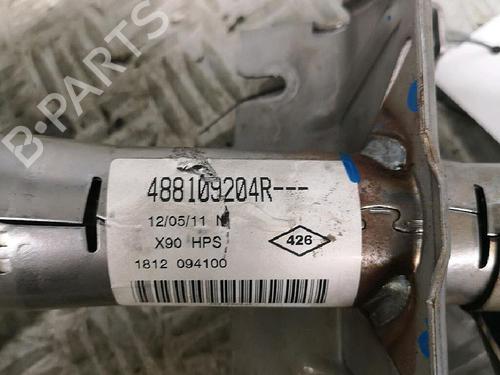 B-PARTS
488109204R---
12/05/11 N
X90 HPS
426
1812 094100